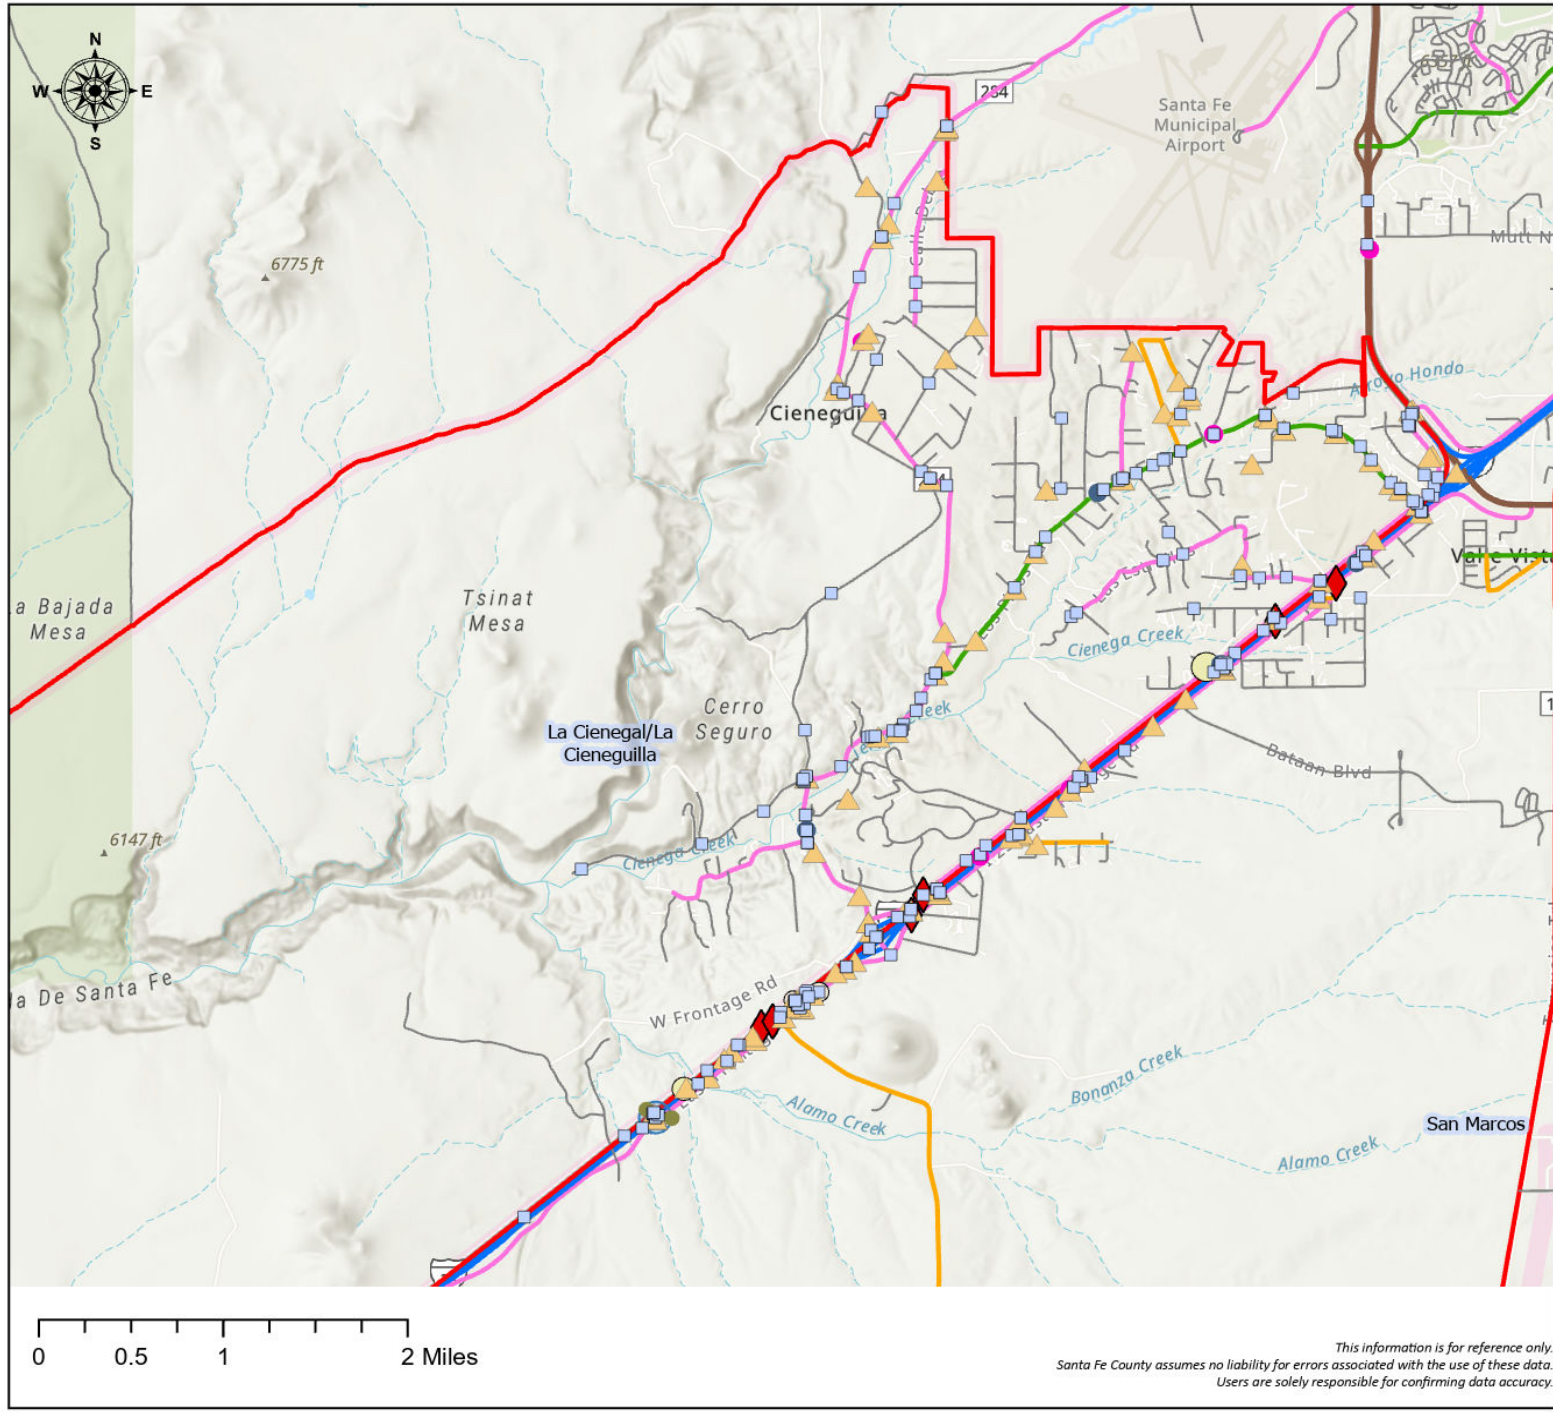 N
W
E
S
284
Santa Fe
Municipal
Airport
Mutt N
6775 ft
Arroyo Hondo
Cieneguilla
a Bajada
Mesa
Tsinat
Mesa
Cienega Creek
Cerro
Seguro
La Cienegal/La
Cieneguilla
Bataan Blvd
6147 ft
Cienega Creek
la De Santa Fe
W Frontage Rd
Bonanza Creek
Alamo Creek
San Marcos
Alamo Creek
0
0.5
1
2 Miles
This information is for reference only.
Santa Fe County assumes no liability for errors associated with the use of these data.
Users are solely responsible for confirming data accuracy.